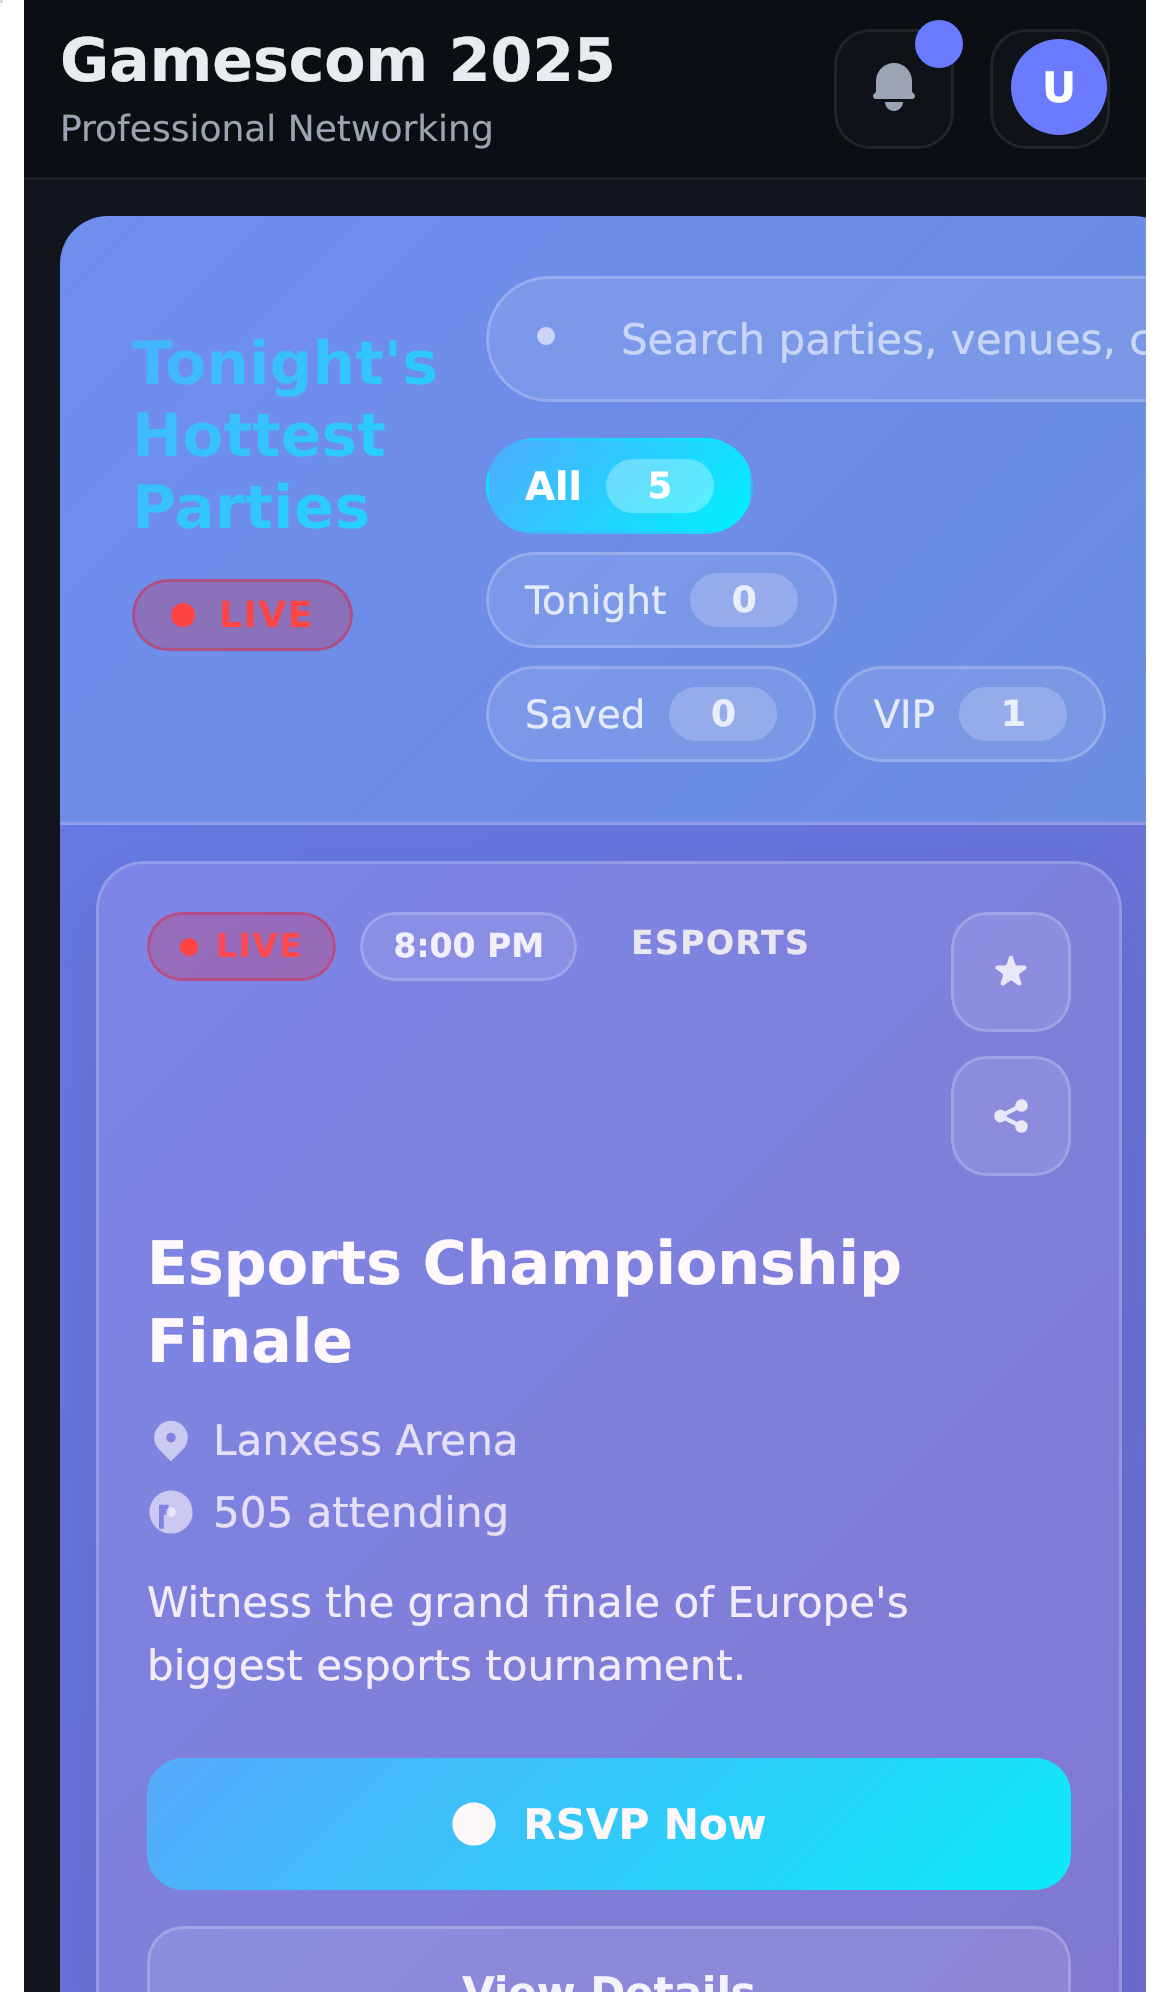 Gamescom 2025
Professional Networking
U
Tonight's
Hottest
Parties
LIVE
Search parties, venues,
All 5
Tonight 0
Saved 0
VIP 1
LIVE
8:00 PM
ESPORTS
Esports Championship
Finale
Lanxess Arena
505 attending
Witness the grand finale of Europe's
biggest esports tournament.
RSVP Now
View Details